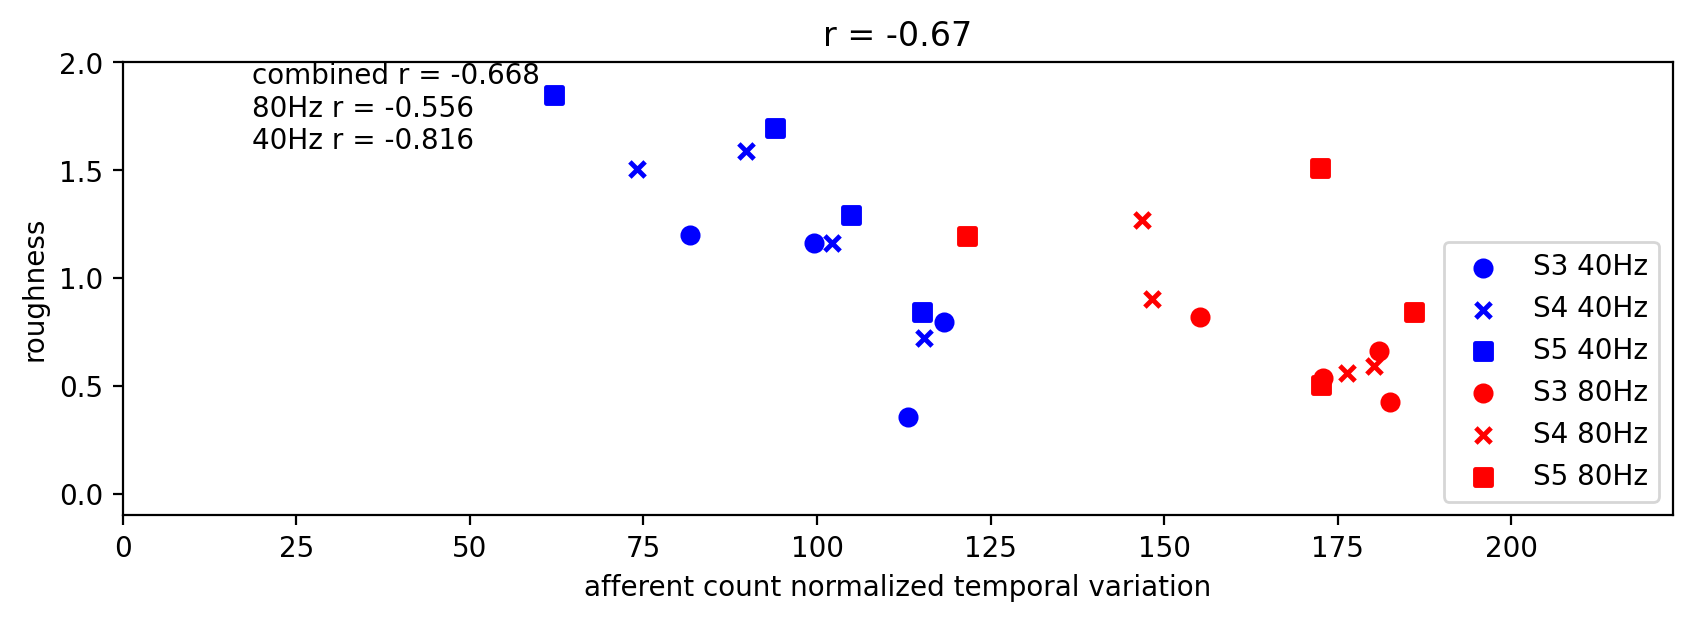 r = -0.67
combined r = -0.668
80Hz r = -0.556
40Hz r = -0.816
2.0
1.5
1.0
0.5
0.0
roughness
S3 40Hz
S4 40Hz
S5 40Hz
S3 80Hz
S4 80Hz
S5 80Hz
0 25 50 75 100 125 150 175 200
afferent count normalized temporal variation